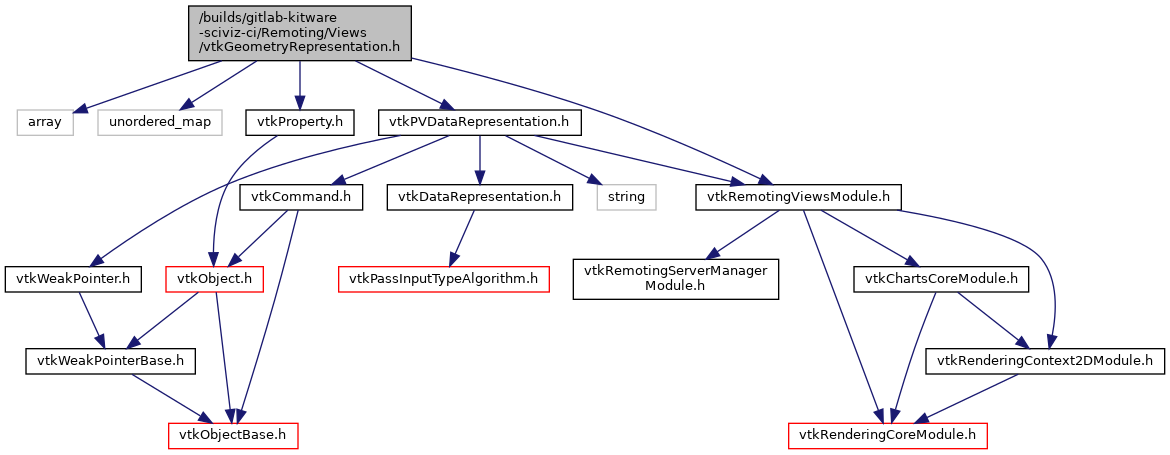 /builds/gitlab-kitware
-sciviz-ci/Remoting/Views
/vtkGeometryRepresentation.h
array
unordered_map
vtkProperty.h
vtkPVDataRepresentation.h
vtkCommand.h
vtkDataRepresentation.h
string
vtkRemotingViewsModule.h
vtkWeakPointer.h
vtkObject.h
vtkPassInputTypeAlgorithm.h
vtkRemotingServerManager
Module.h
vtkChartsCoreModule.h
vtkWeakPointerBase.h
vtkRenderingContext2DModule.h
vtkObjectBase.h
vtkRenderingCoreModule.h